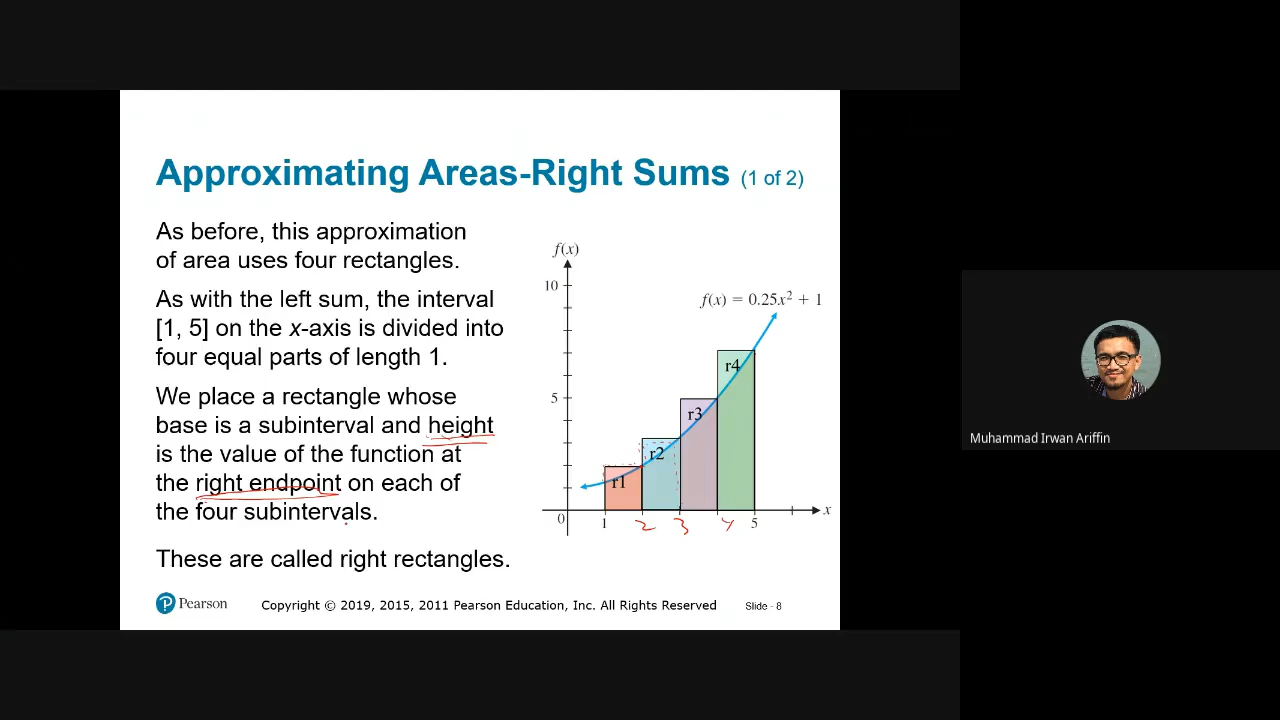 Approximating Areas-Right Sums (1 of 2)
As before, this approximation
of area uses four rectangles.
As with the left sum, the interval
[1, 5] on the x-axis is divided into
four equal parts of length 1.
We place a rectangle whose
base is a subinterval and height
is the value of the function at
the right endpoint on each of
the four subintervals.
These are called right rectangles.
f(x)
10
f(x) = 0.25x² + 1
r4
5
r3
r2
r1
0 1 2 3 4 5 x
Pearson
Copyright © 2019, 2015, 2011 Pearson Education, Inc. All Rights Reserved
Slide - 8
Muhammad Irwan Ariffin